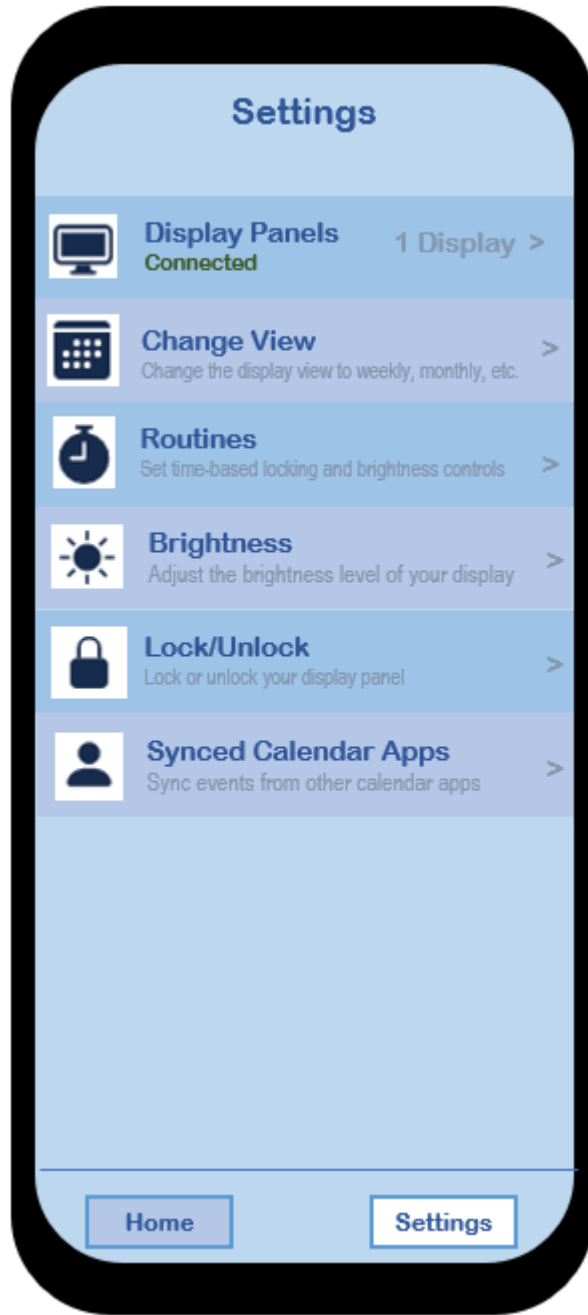 Settings
Display Panels
1 Display >
Connected
Change View
>
Change the display view to weekly, monthly, etc.
Routines
Set time-based locking and brightness controls
>
Brightness
>
Adjust the brightness level of your display
Lock/Unlock
>
Lock or unlock your display panel
Synced Calendar Apps
>
Sync events from other calendar apps
Home
Settings